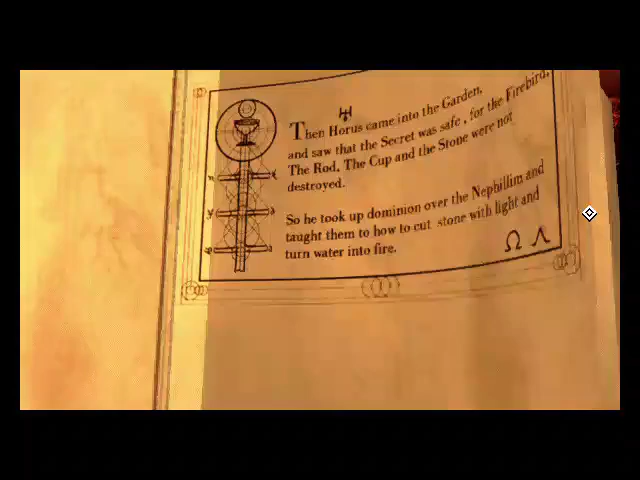 Then Horus came into the Garden,
and saw that the Secret was safe, for the Firebird,
The Rod, The Cup and the Stone were not
destroyed.
So he took up dominion over the Nephillim and
taught them to how to cut stone with light and
turn water into fire.
Ω Λ